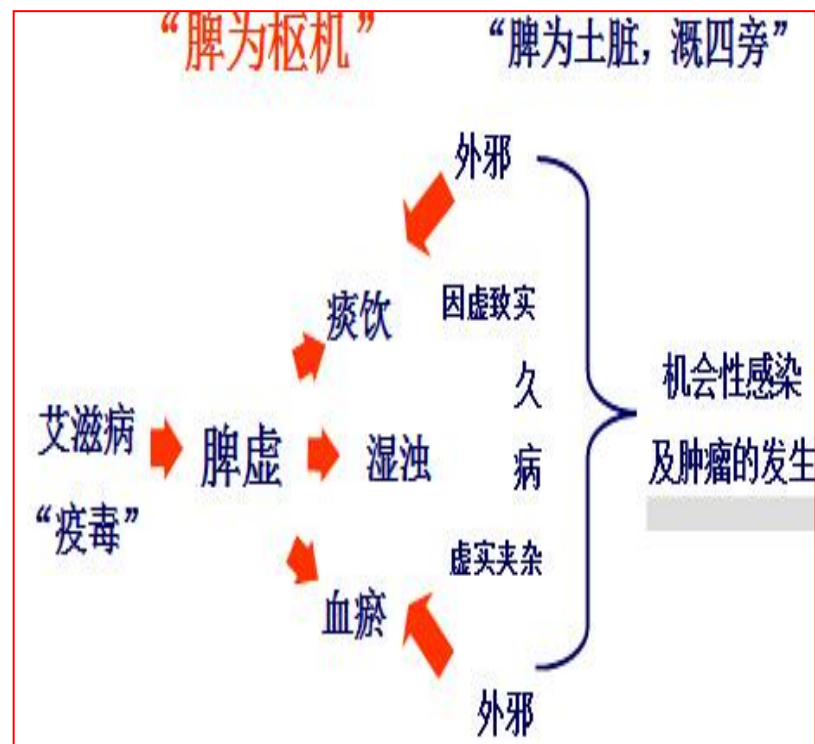 “脾为枢机”
“脾为土脏，溉四旁”
外邪
痰饮
因虚致实
久
病
机会性感染
及肿瘤的发生
艾滋病
“疫毒”
脾虚
湿浊
虚实夹杂
血瘀
外邪